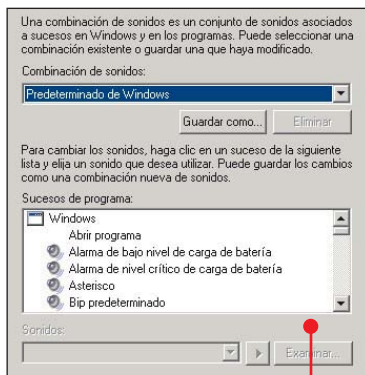 Una combinación de sonidos es un conjunto de sonidos asociados
a sucesos en Windows y en los programas. Puede seleccionar una
combinación existente o guardar una que haya modificado.
Combinación de sonidos:
Predeterminado de Windows
Guardar como...
Eliminar
Para cambiar los sonidos, haga clic en un suceso de la siguiente
lista y elija un sonido que desea utilizar. Puede guardar los cambios
como una combinación nueva de sonidos.
Sucesos de programa:
Windows
Abrir programa
Alarma de bajo nivel de carga de batería
Alarma de nivel crítico de carga de batería
Asterisco
Bip predeterminado
Sonidos:
Examinar...